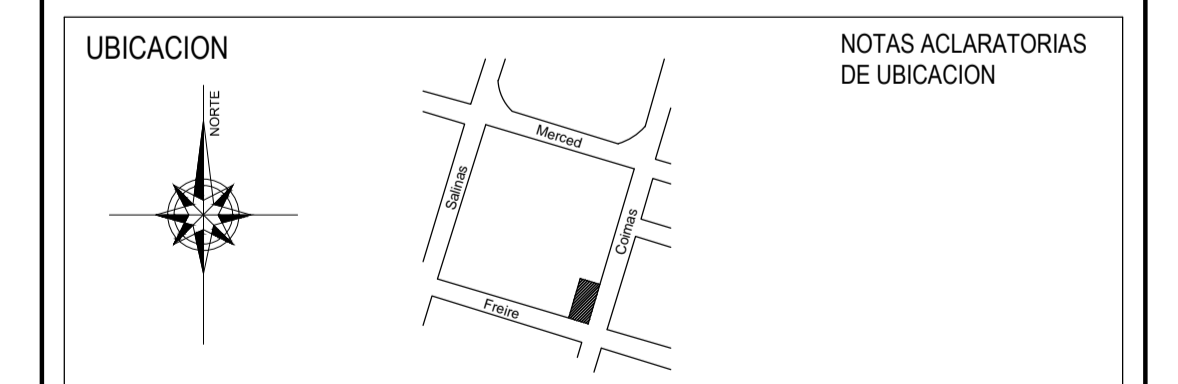 UBICACION
NOTAS ACLARATORIAS
DE UBICACION
NORTE
Merced
Salinas
Coimas
Freire